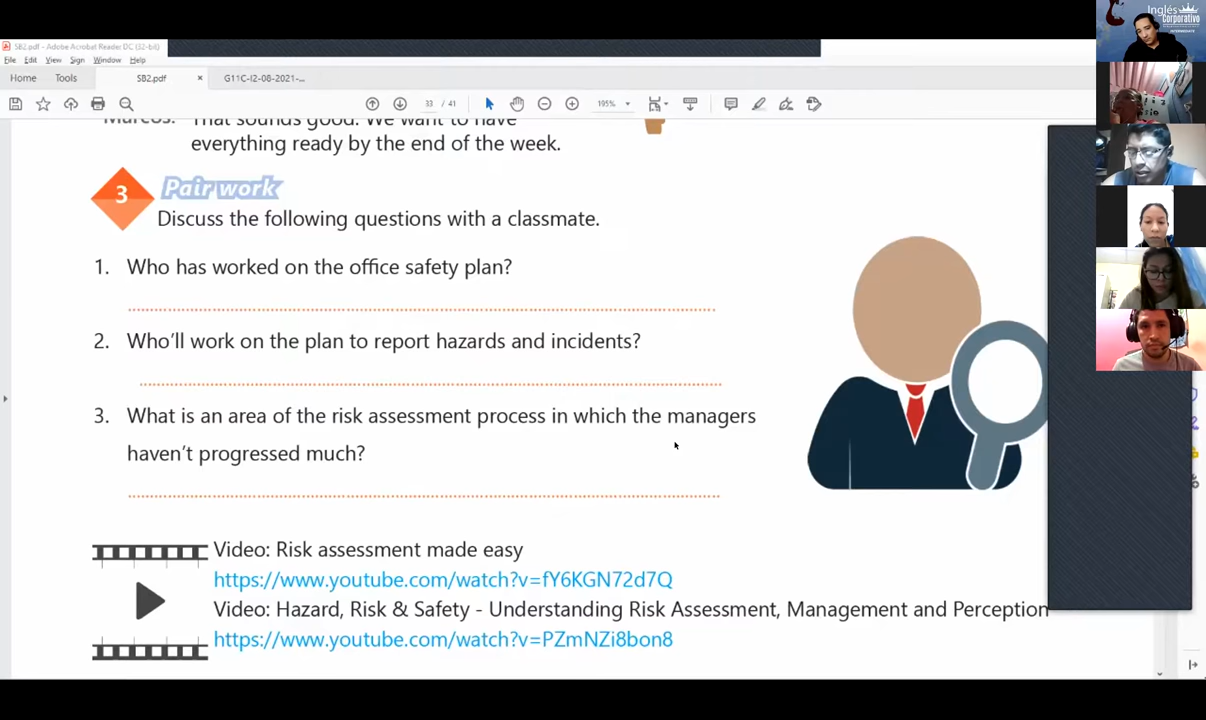 Inglés
Corporativo
INTERMEDIATE
SB2.pdf - Adobe Acrobat Reader DC (32-bit)
File Edit View Sign Window Help
Home Tools SB2.pdf × G11C-I2-08-2021-...
33 / 41 195%
Marcos: That sounds good. We want to have
everything ready by the end of the week.
3 Pair work
Discuss the following questions with a classmate.
1. Who has worked on the office safety plan?
2. Who'll work on the plan to report hazards and incidents?
3. What is an area of the risk assessment process in which the managers
haven't progressed much?
Video: Risk assessment made easy
https://www.youtube.com/watch?v=fY6KGN72d7Q
Video: Hazard, Risk & Safety - Understanding Risk Assessment, Management and Perception
https://www.youtube.com/watch?v=PZmNZi8bon8